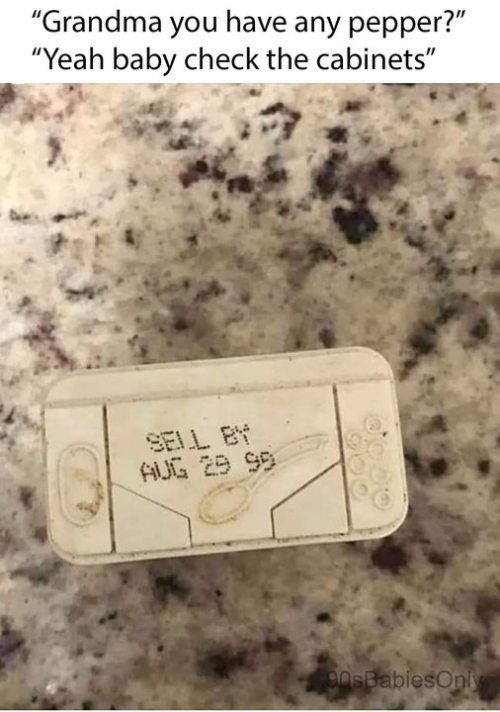 “Grandma you have any pepper?”
“Yeah baby check the cabinets”
SELL BY
AUG 29 99
90sBabiesOnly